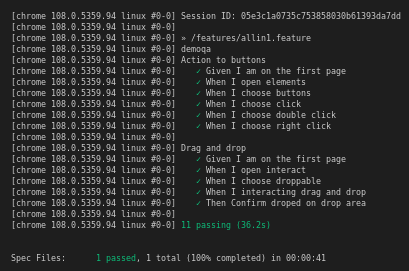 [chrome 108.0.5359.94 linux #0-0] Session ID: 05e3c1a0735c753858030b61393da7dd
[chrome 108.0.5359.94 linux #0-0]
[chrome 108.0.5359.94 linux #0-0] » /features/allin1.feature
[chrome 108.0.5359.94 linux #0-0] demoqa
[chrome 108.0.5359.94 linux #0-0] Action to buttons
[chrome 108.0.5359.94 linux #0-0]    ✓ Given I am on the first page
[chrome 108.0.5359.94 linux #0-0]    ✓ When I open elements
[chrome 108.0.5359.94 linux #0-0]    ✓ When I choose buttons
[chrome 108.0.5359.94 linux #0-0]    ✓ When I choose click
[chrome 108.0.5359.94 linux #0-0]    ✓ When I choose double click
[chrome 108.0.5359.94 linux #0-0]    ✓ When I choose right click
[chrome 108.0.5359.94 linux #0-0]
[chrome 108.0.5359.94 linux #0-0] Drag and drop
[chrome 108.0.5359.94 linux #0-0]    ✓ Given I am on the first page
[chrome 108.0.5359.94 linux #0-0]    ✓ When I open interact
[chrome 108.0.5359.94 linux #0-0]    ✓ When I choose droppable
[chrome 108.0.5359.94 linux #0-0]    ✓ When I interacting drag and drop
[chrome 108.0.5359.94 linux #0-0]    ✓ Then Confirm droped on drop area
[chrome 108.0.5359.94 linux #0-0]
[chrome 108.0.5359.94 linux #0-0] 11 passing (36.2s)
Spec Files:      1 passed, 1 total (100% completed) in 00:00:41